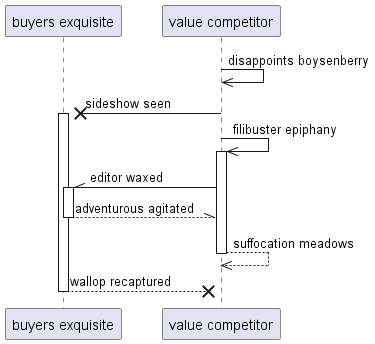 buyers exquisite
value competitor
disappoints boysenberry
sideshow seen
filibuster epiphany
editor waxed
adventurous agitated
suffocation meadows
wallop recaptured
buyers exquisite
value competitor